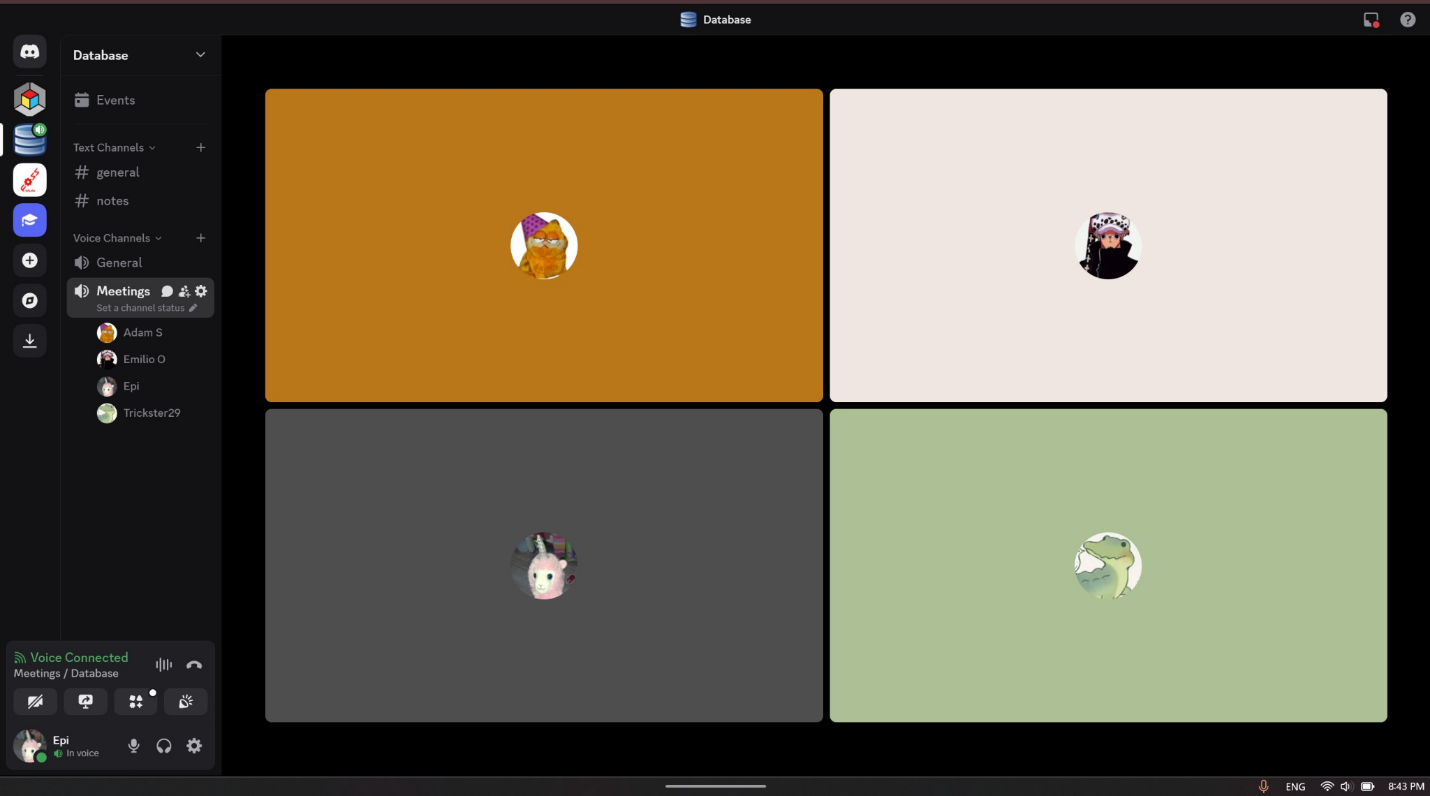 Database
Database
Events
Text Channels
general
notes
Voice Channels
General
Meetings
Set a channel status
Adam S
Emilio O
Epi
Trickster29
Voice Connected
Meetings / Database
Epi
In voice
ENG
8:43 PM